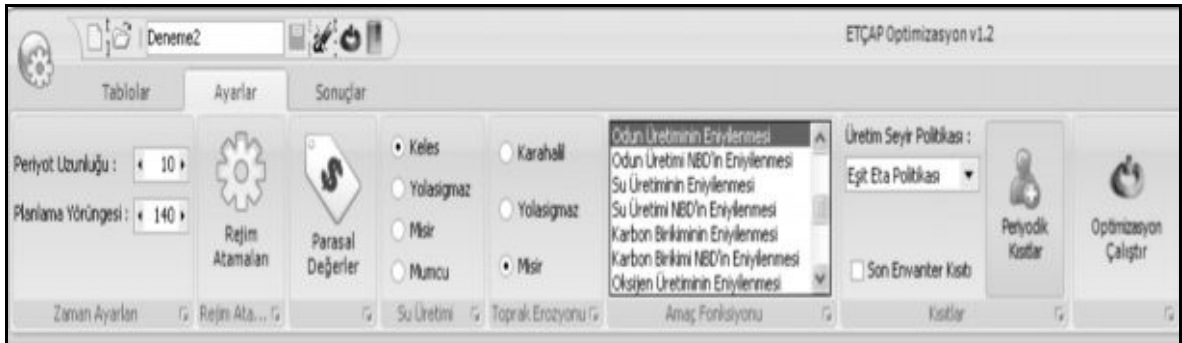 Deneme2
ETÇAP Optimizasyon v1.2
Tablolar
Ayarlar
Sonuçlar
Periyot Uzunluğu : 10
Planlama Yörüngesi : 140
Zaman Ayarları
Rejim
Atamaları
Rejim Ata...
Parasal
Değerler
Keles
Yolasigmaz
Misir
Mumcu
Su Üretimi
Karahalil
Yolasigmaz
Misir
Toprak Erozyonu
Odun Üretiminin Eniyilenmesi
Odun Üretimi NBD'in Eniyilenmesi
Su Üretiminin Eniyilenmesi
Su Üretimi NBD'in Eniyilenmesi
Karbon Birikiminin Eniyilenmesi
Karbon Birikimi NBD'in Eniyilenmesi
Oksijen Üretiminin Eniyilenmesi
Amaç Fonksiyonu
Üretim Seyir Politikası :
Eşit Eta Politikası
Son Envanter Kısıtı
Periyodik
Kısıtlar
Kısıtlar
Optimizasyon
Çalıştır